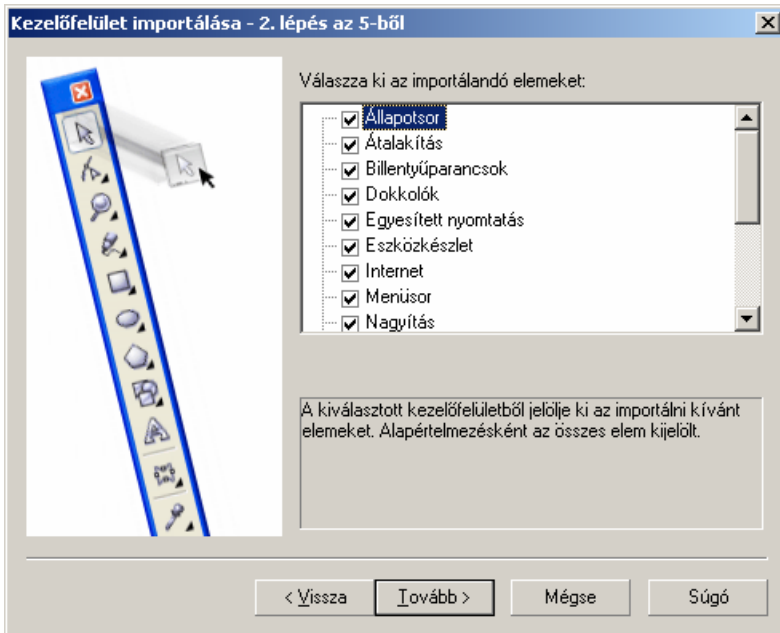 Kezelőfelület importálása - 2. lépés az 5-ből
Válaszza ki az importálandó elemeket:
Állapotsor
Átalakítás
Billentyűparancsok
Dokkolók
Egyesített nyomtatás
Eszközkészlet
Internet
Menüsor
Nagyítás
A kiválasztott kezelőfelületből jelölje ki az importálni kívánt
elemeket. Alapértelmezésként az összes elem kijelölt.
< Vissza
Tovább >
Mégse
Súgó